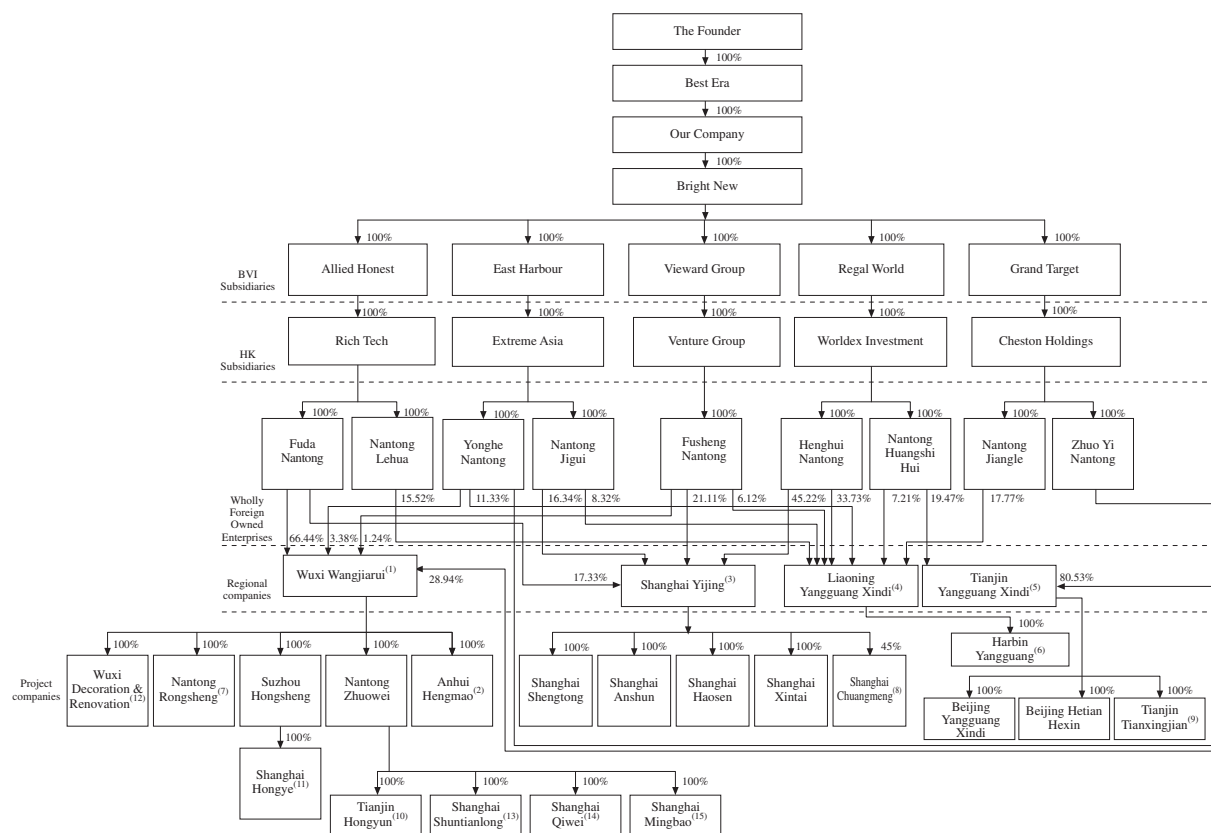 The Founder
100%
Best Era
100%
Our Company
100%
Bright New
100%
100%
100%
100%
100%
BVI
Subsidiaries
Allied Honest
East Harbour
Vieward Group
Regal World
Grand Target
100%
100%
100%
100%
100%
HK
Subsidiaries
Rich Tech
Extreme Asia
Venture Group
Worldex Investment
Cheston Holdings
100%
100%
100%
100%
100%
100%
100%
100%
100%
Fuda
Nantong
Nantong
Lehua
Yonghe
Nantong
Nantong
Jigui
Fusheng
Nantong
Henghui
Nantong
Nantong
Huangshi
Hui
Nantong
Jiangle
Zhuo Yi
Nantong
Wholly
Foreign
Owned
Enterprises
15.52%
11.33%
16.34%
8.32%
21.11%
6.12%
45.22%
33.73%
7.21%
19.47%
17.77%
66.44%
3.38%
1.24%
Regional
companies
Wuxi Wangjiarui(1)
28.94%
17.33%
Shanghai Yijing(3)
Liaoning
Yangguang Xindi(4)
Tianjin
Yangguang Xindi(5)
80.53%
Project
companies
100%
100%
100%
100%
100%
100%
100%
100%
100%
45%
100%
Wuxi
Decoration &
Renovation(12)
Nantong
Rongsheng(7)
Suzhou
Hongsheng
Nantong
Zhuowei
Anhui
Hengmao(2)
Shanghai
Shengtong
Shanghai
Anshun
Shanghai
Haosen
Shanghai
Xintai
Shanghai
Chuangmeng(8)
Harbin
Yangguang(6)
100%
100%
100%
Beijing
Yangguang
Xindi
Beijing Hetian
Hexin
Tianjin
Tianxingjian(9)
100%
Shanghai
Hongye(11)
100%
100%
100%
100%
Tianjin
Hongyun(10)
Shanghai
Shuntianlong(13)
Shanghai
Qiwei(14)
Shanghai
Mingbao(15)